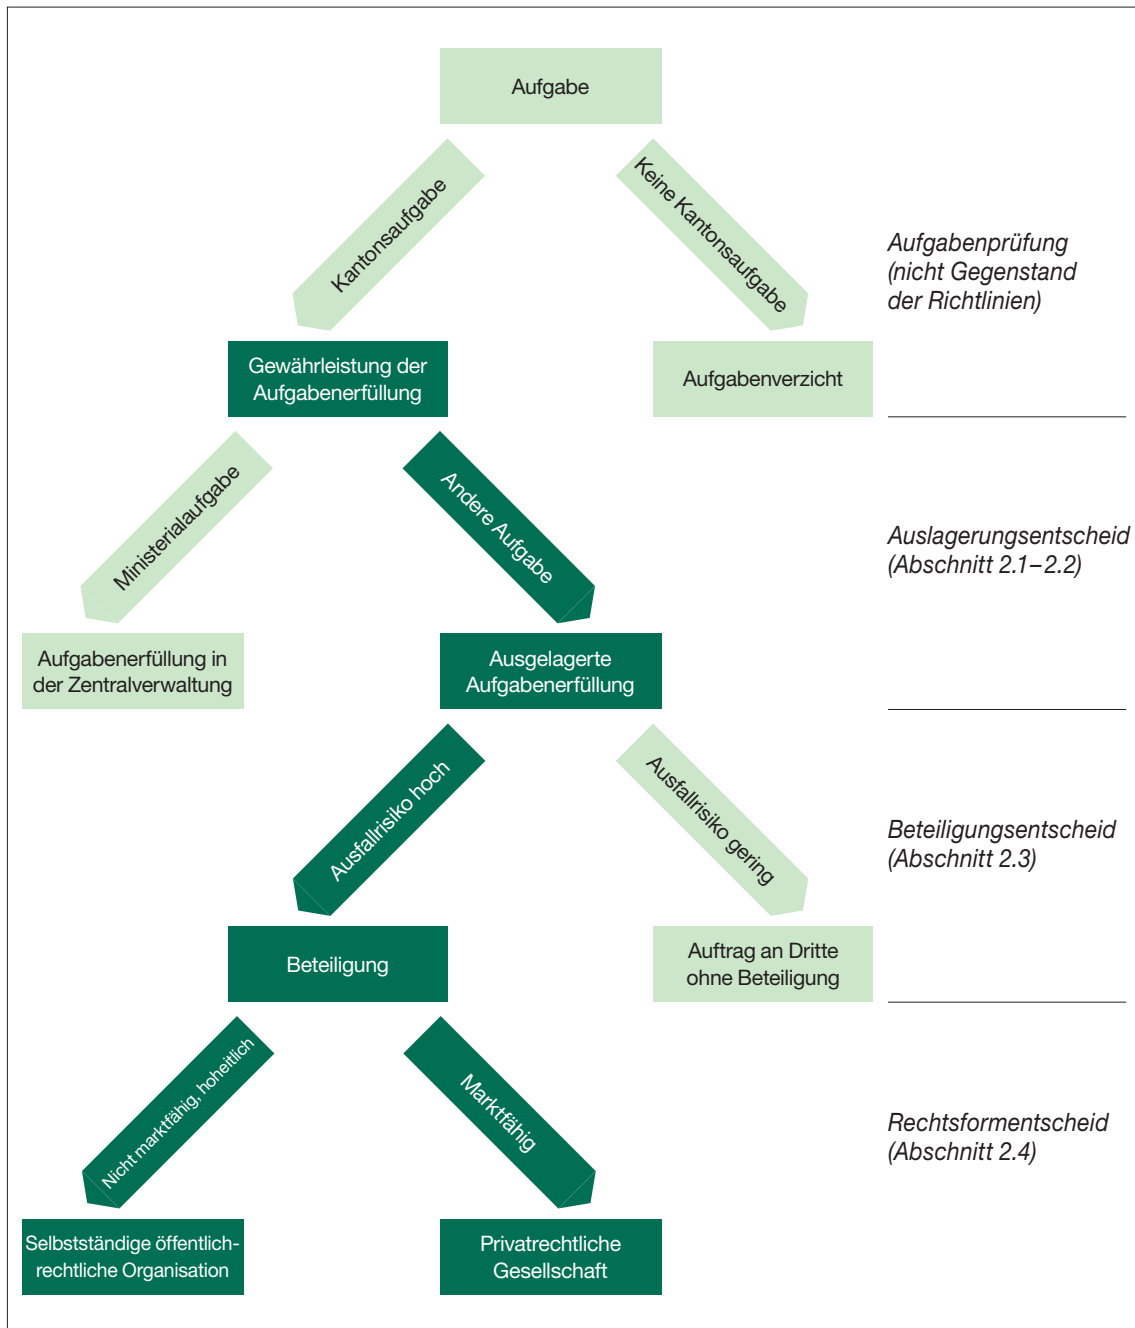 Aufgabe
Kantonsaufgabe
Keine Kantonsaufgabe
Aufgabenprüfung
(nicht Gegenstand
der Richtlinien)
Gewährleistung der
Aufgabenerfüllung
Aufgabenverzicht
Ministerialaufgabe
Andere Aufgabe
Auslagerungsentscheid
(Abschnitt 2.1–2.2)
Aufgabenerfüllung in
der Zentralverwaltung
Ausgelagerte
Aufgabenerfüllung
Ausfallrisiko hoch
Ausfallrisiko gering
Beteiligungsentscheid
(Abschnitt 2.3)
Beteiligung
Auftrag an Dritte
ohne Beteiligung
Nicht marktfähig, hoheitlich
Marktfähig
Rechtsformentscheid
(Abschnitt 2.4)
Selbstständige öffentlich-
rechtliche Organisation
Privatrechtliche
Gesellschaft